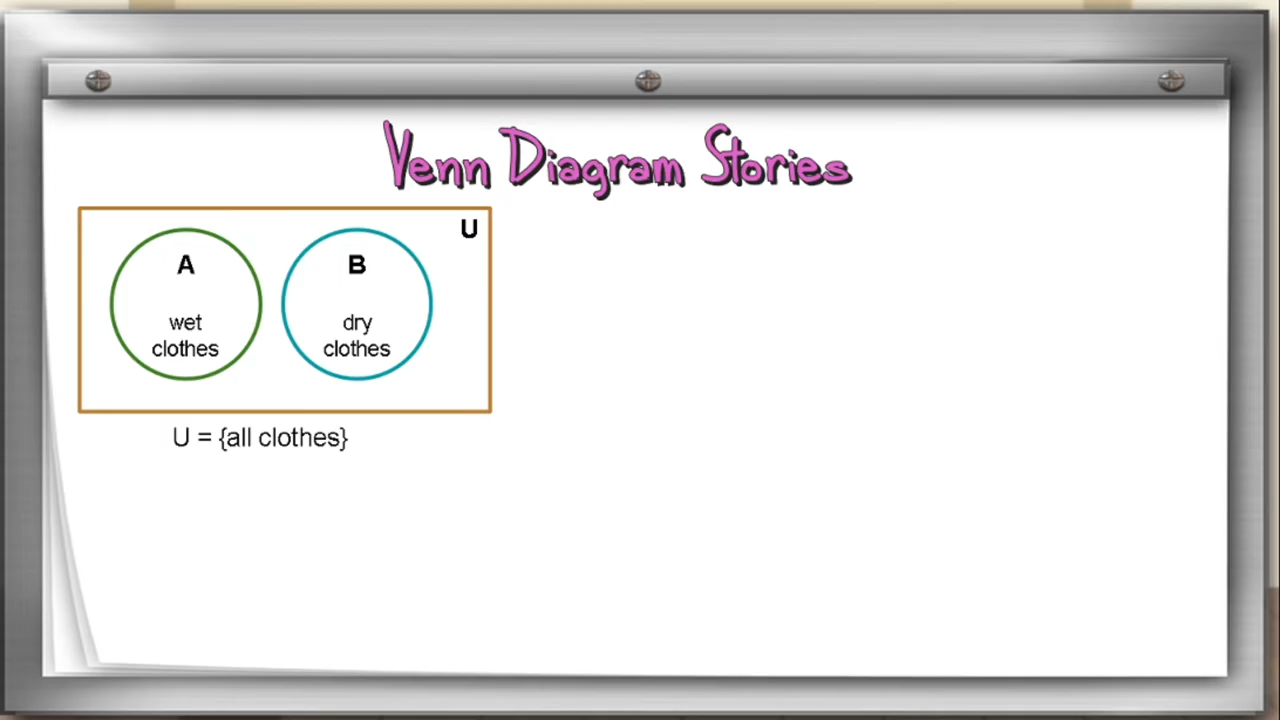 Venn Diagram Stories
U
A
B
wet
clothes
dry
clothes
U = {all clothes}